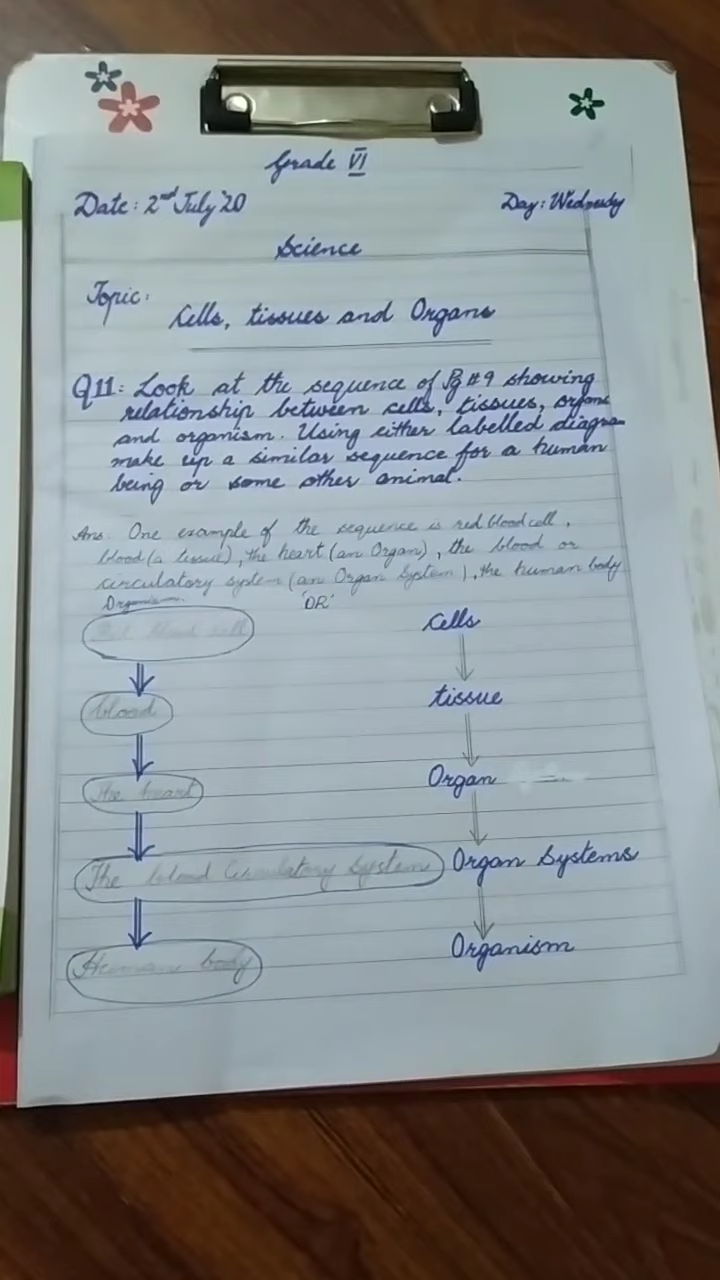 Grade VI
Date: 2nd July '20 Day: Wednesdy
Science
Topic:
Cells, tissues and Organs
Q11: Look at the sequence of Pg # 9 showing
relationship between cells, tissues, organs
and organism. Using either labelled diagram
make up a similar sequence for a human
being or some other animal.
Ans. One example of the sequence is red blood cell,
blood (a tissue), the heart (an Organ), the blood or
circulatory system (an Organ System), the human body
Organism. 'OR'
Red blood cell Cells
blood tissue
the heart Organ
The blood Circulatory System Organ Systems
Human body Organism